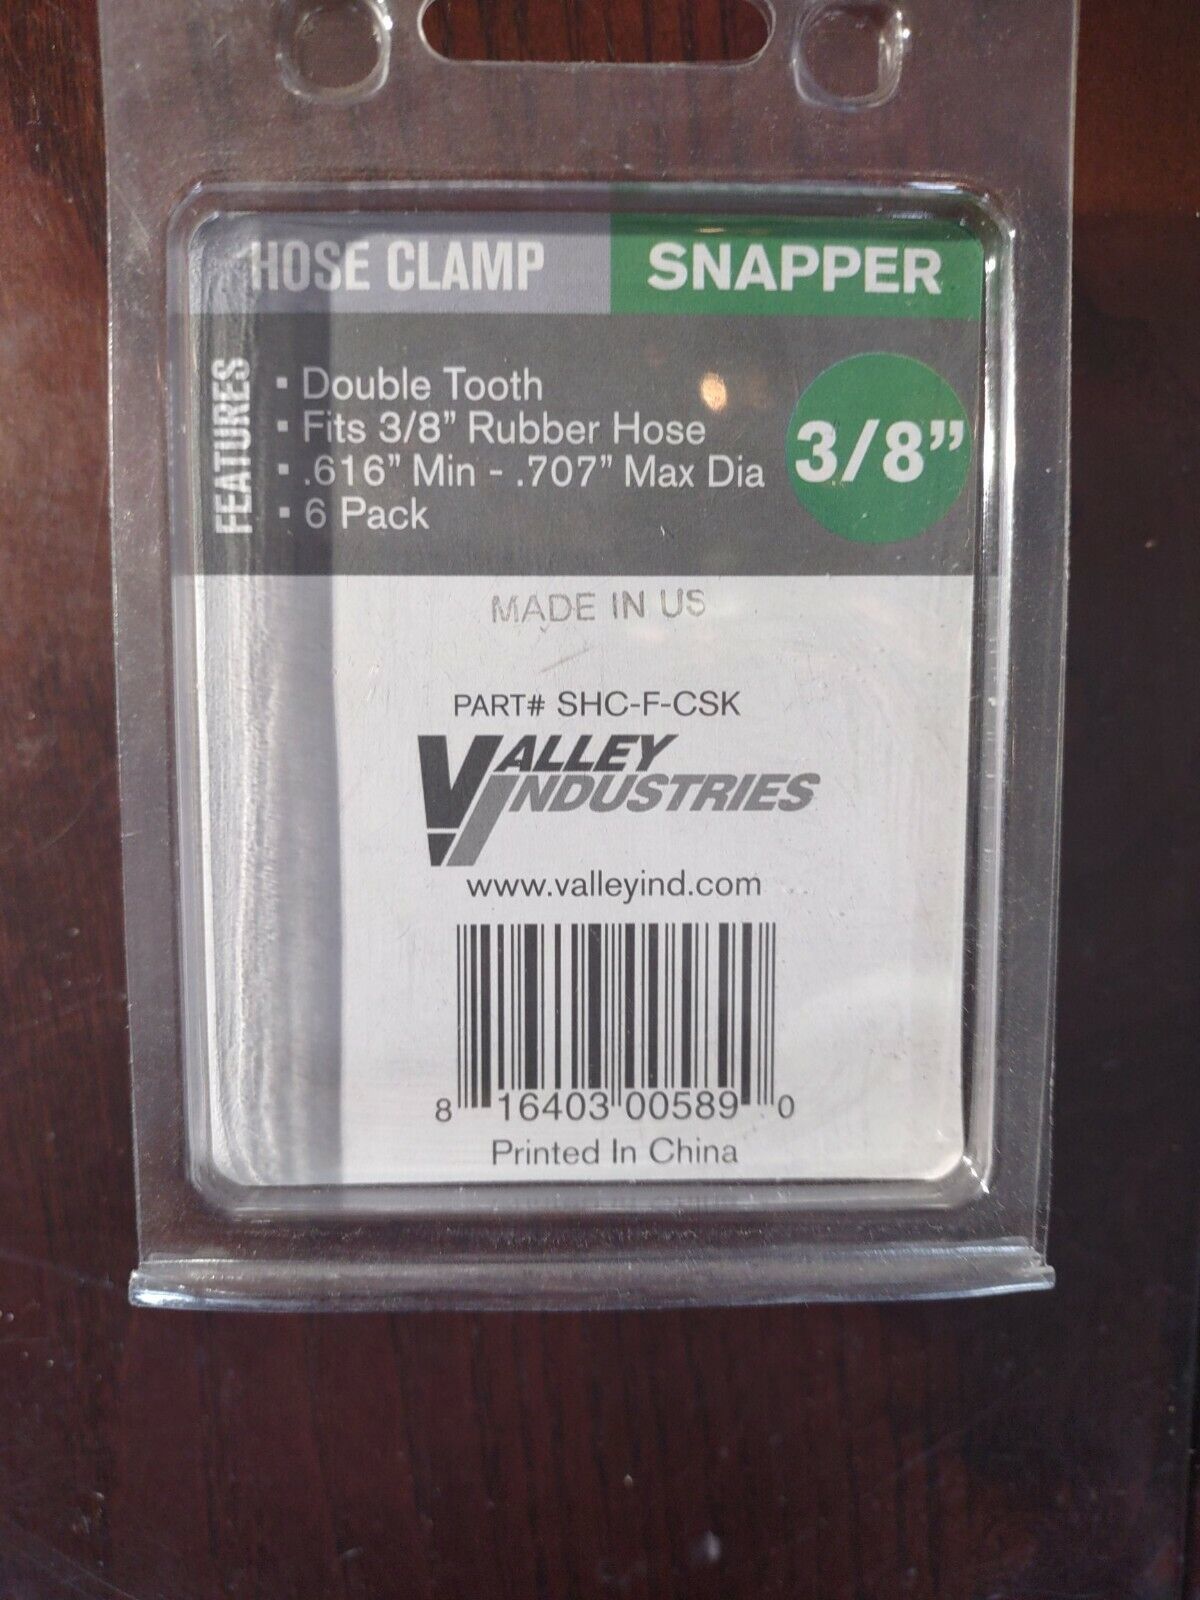 HOSE CLAMP SNAPPER
FEATURES
▪ Double Tooth
▪ Fits 3/8” Rubber Hose
▪ .616” Min - .707” Max Dia
▪ 6 Pack
3/8”
MADE IN US
PART# SHC-F-CSK
VALLEY
INDUSTRIES
www.valleyind.com
8 16403 00589 0
Printed In China